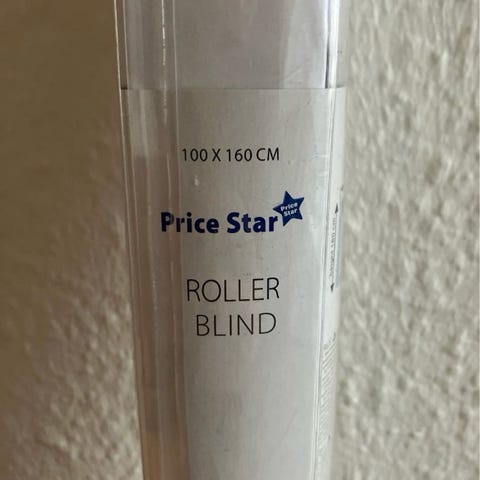 100 X 160 CM
Price Star
Price
Star
ROLLER
BLIND